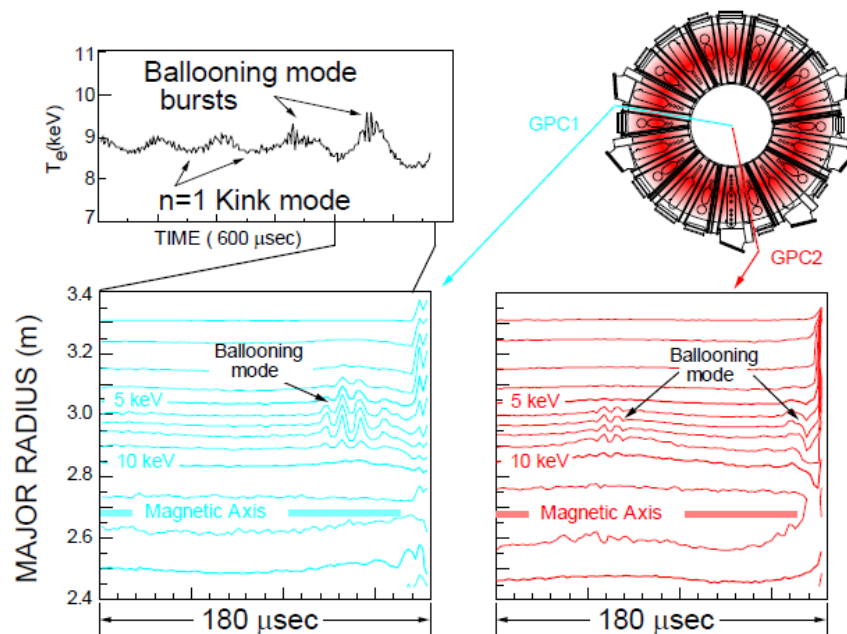 11
10
9
8
7
Te(keV)
Ballooning mode
bursts
n=1 Kink mode
TIME ( 600 μsec)
GPC1
GPC2
MAJOR RADIUS (m)
3.4
3.2
3.0
2.8
2.6
2.4
Ballooning
mode
5 keV
10 keV
Magnetic Axis
180 μsec
Ballooning
mode
5 keV
10 keV
Magnetic Axis
180 μsec